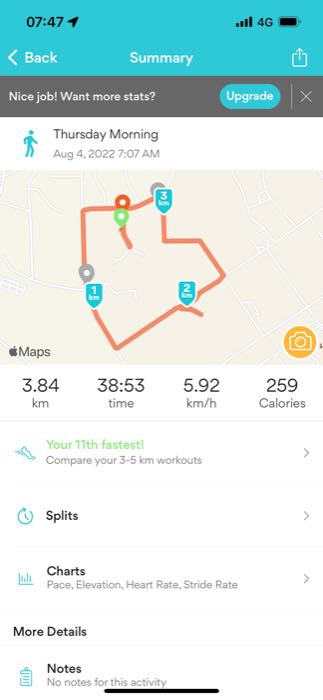 07:47 4G
Back Summary
Nice job! Want more stats? Upgrade
Thursday Morning
Aug 4, 2022 7:07 AM
3
km
1
km
2
km
Maps
3.84 38:53 5.92 259
km time km/h Calories
Your 11th fastest!
Compare your 3-5 km workouts
Splits
Charts
Pace, Elevation, Heart Rate, Stride Rate
More Details
Notes
No notes for this activity